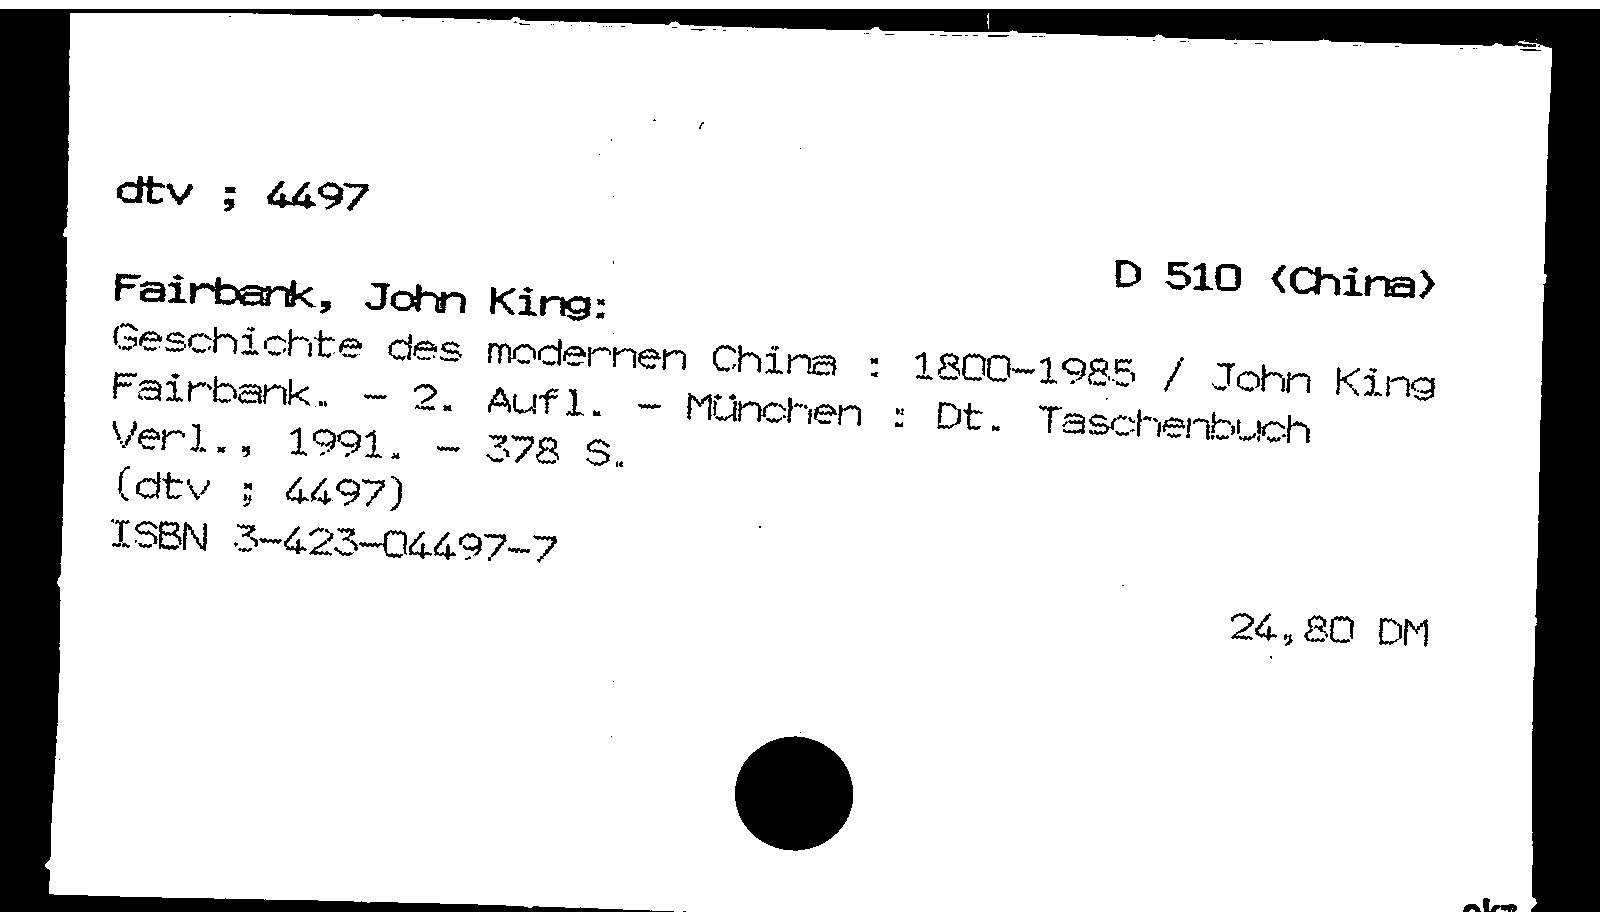 dtv ; 4497
D 510 <China>
Fairbank, John King:
Geschichte des modernen China : 1800-1985 / John King
Fairbank. - 2. Aufl. - München : Dt. Taschenbuch
Verl., 1991. - 378 S.
(dtv ; 4497)
ISBN 3-423-04497-7
24,80 DM